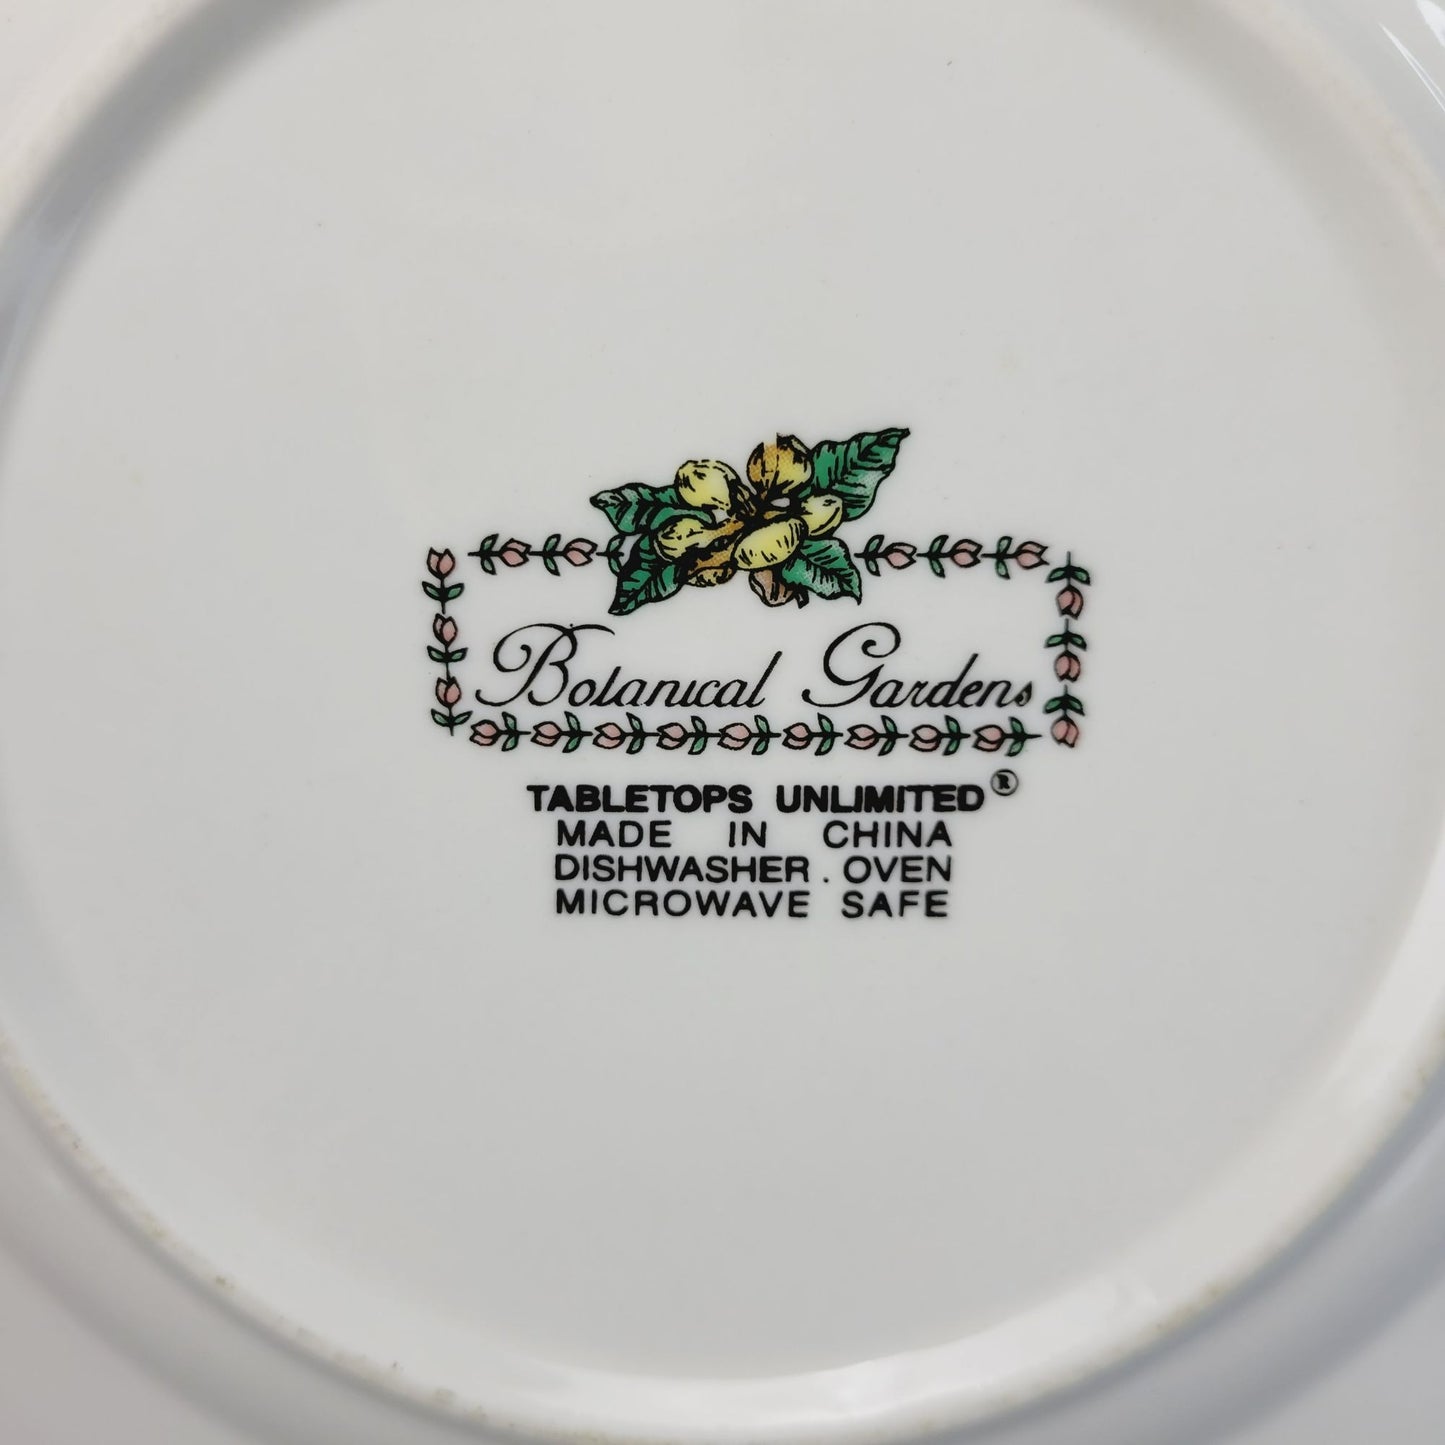 Botanical Gardens
TABLETOPS UNLIMITED®
MADE IN CHINA
DISHWASHER . OVEN
MICROWAVE SAFE